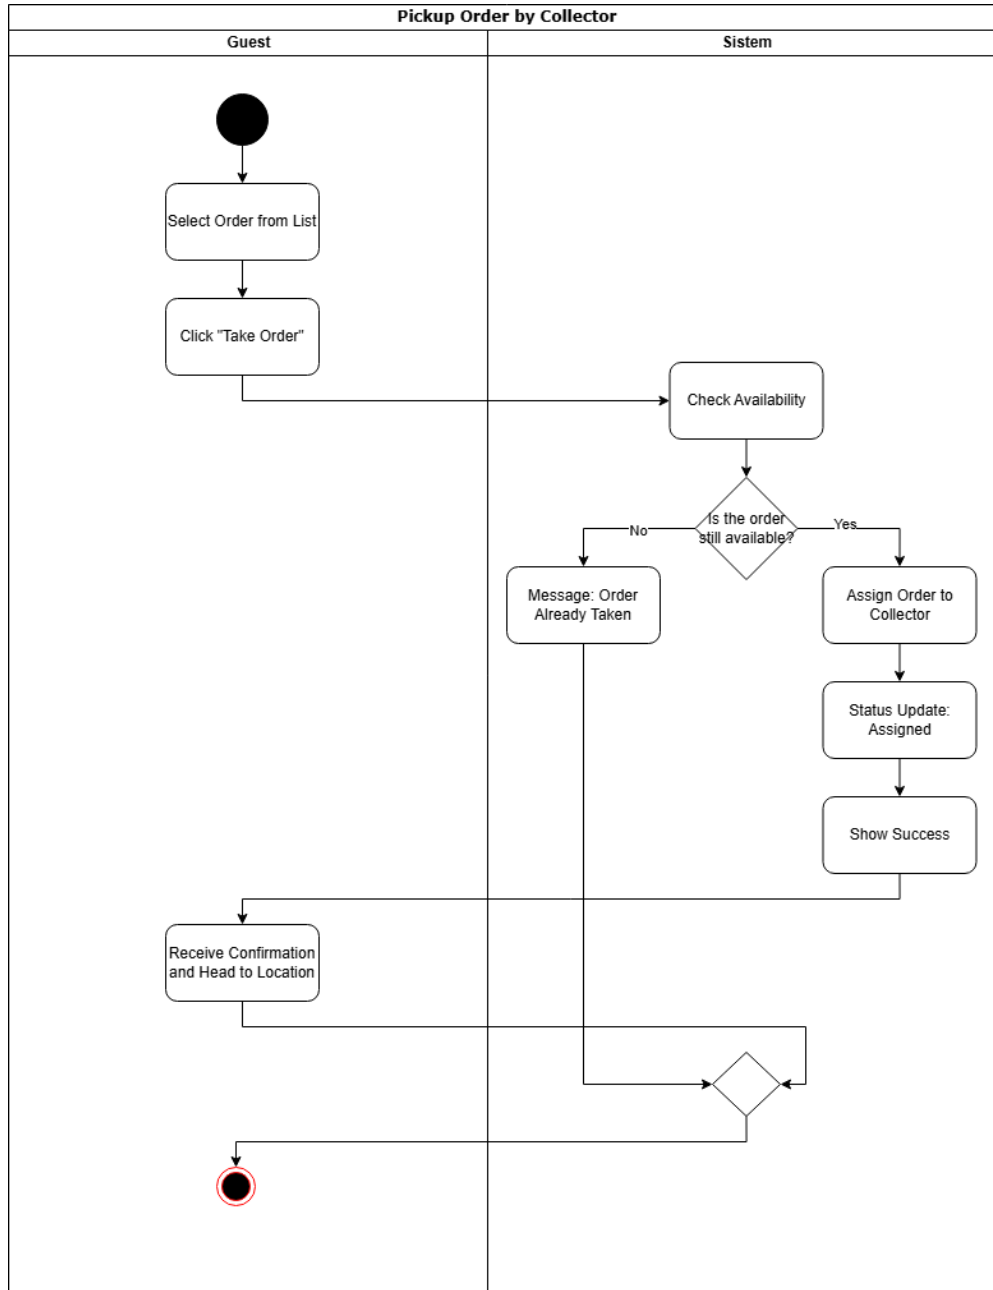 Pickup Order by Collector
Guest
Sistem
Select Order from List
Click "Take Order"
Check Availability
Is the order
still available?
No
Yes
Message: Order
Already Taken
Assign Order to
Collector
Status Update:
Assigned
Show Success
Receive Confirmation
and Head to Location